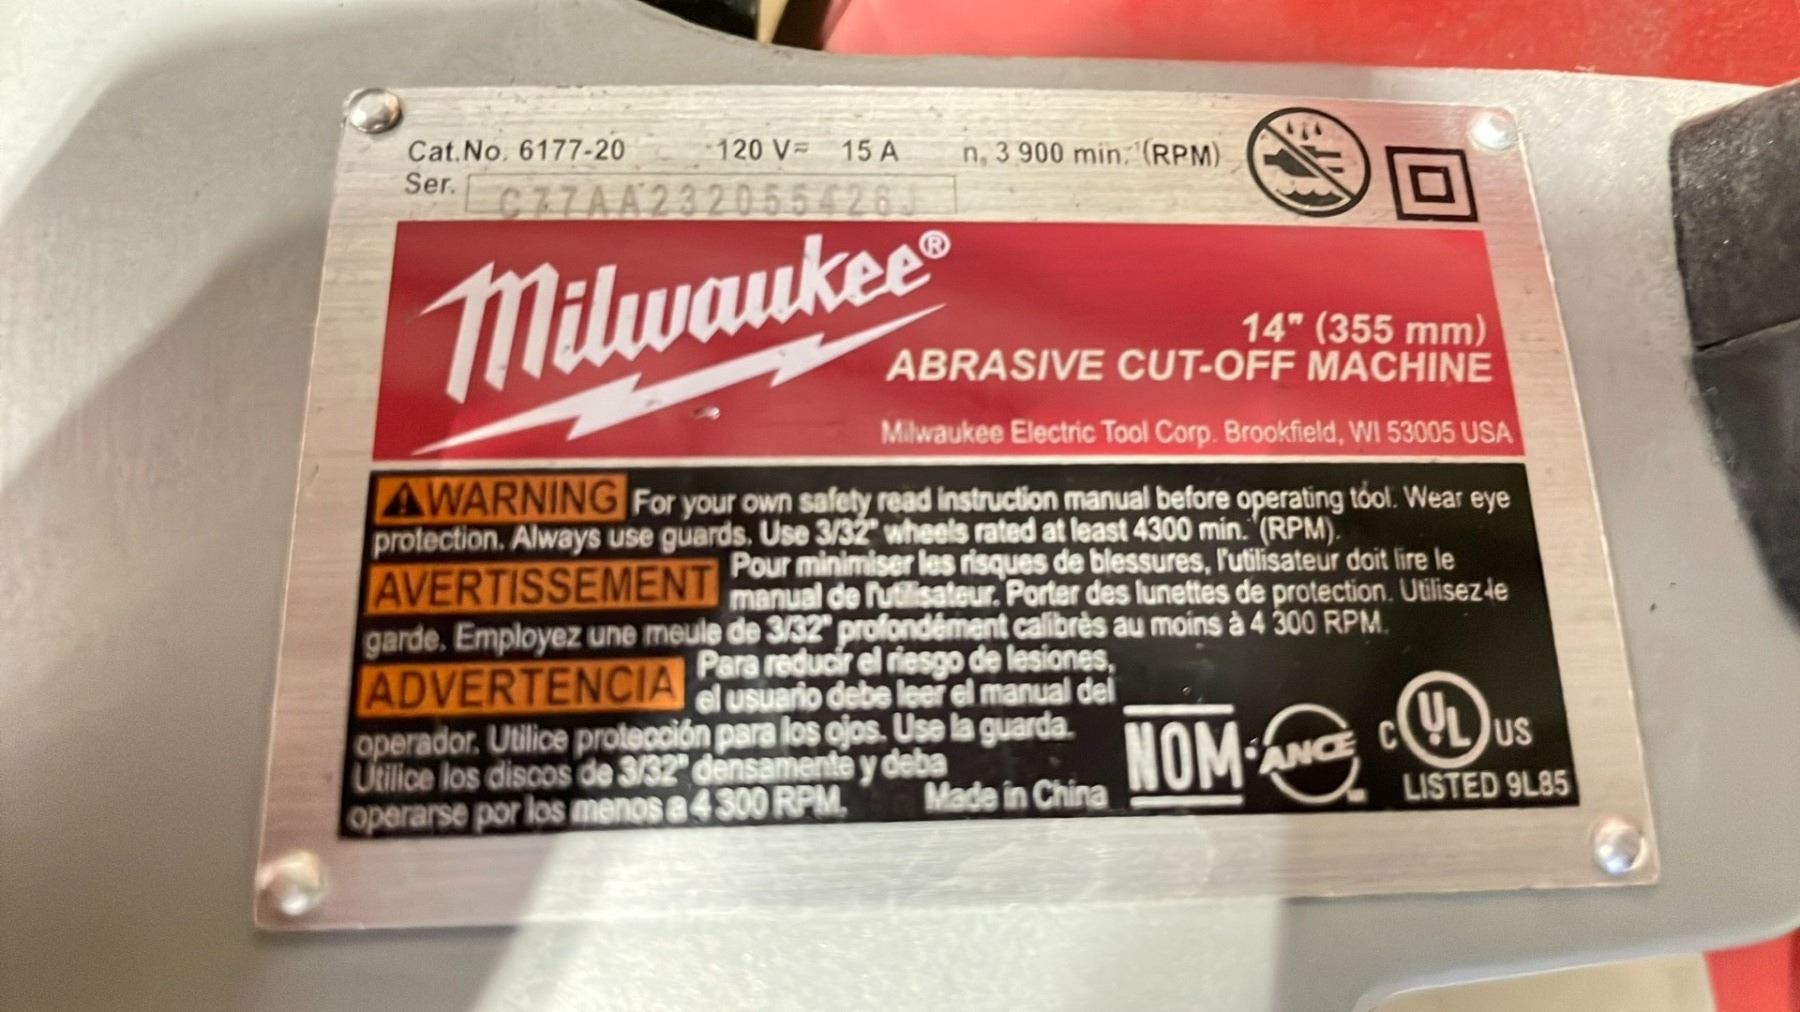 Cat.No. 6177-20 120 V≂ 15 A n₀ 3 900 min.⁻¹(RPM)
Ser. C77AA232055426J
Milwaukee®
14" (355 mm)
ABRASIVE CUT-OFF MACHINE
Milwaukee Electric Tool Corp. Brookfield, WI 53005 USA
⚠WARNING For your own safety read instruction manual before operating tool. Wear eye
protection. Always use guards. Use 3/32" wheels rated at least 4300 min.⁻¹(RPM).
AVERTISSEMENT Pour minimiser les risques de blessures, l'utilisateur doit lire le
manual de l'utilisateur. Porter des lunettes de protection. Utilisez le
garde. Employez une meule de 3/32" profondément calibrès au moins à 4 300 RPM.
ADVERTENCIA Para reducir el riesgo de lesiones,
el usuario debe leer el manual del
operador. Utilice protección para los ojos. Use la guarda.
Utilice los discos de 3/32" densamente y deba
operarse por los menos a 4 300 RPM. Made in China
NOM-ANCE
C UL US
LISTED 9L85